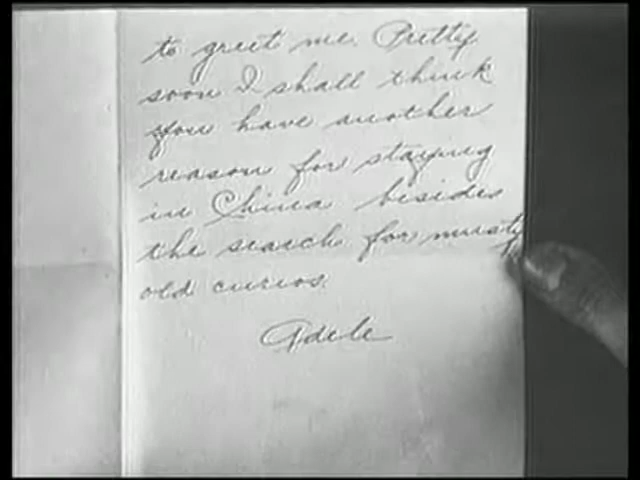 to greet me. Pretty
soon I shall think
you have another
reason for staying
in China besides
the search for musty
old curios.
Adele